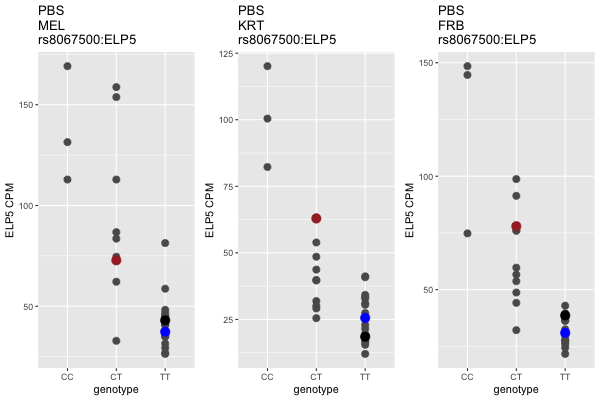 PBS
MEL
rs8067500:ELP5
ELP5 CPM
150
100
50
CC
CT
TT
genotype
PBS
KRT
rs8067500:ELP5
ELP5 CPM
125
100
75
50
25
CC
CT
TT
genotype
PBS
FRB
rs8067500:ELP5
ELP5 CPM
150
100
50
CC
CT
TT
genotype